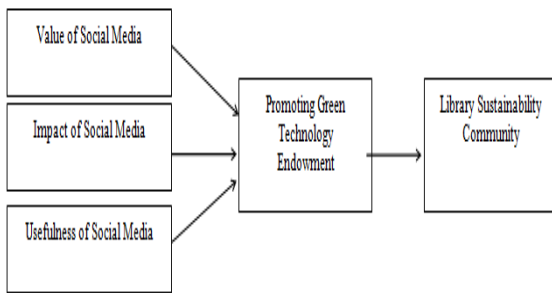 Value of Social Media
Impact of Social Media
Usefulness of Social Media
Promoting Green
Technology
Endowment
Library Sustainability
Community